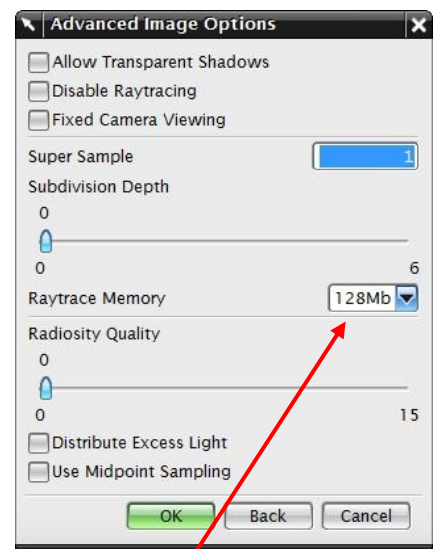 Advanced Image Options
Allow Transparent Shadows
Disable Raytracing
Fixed Camera Viewing
Super Sample 1
Subdivision Depth
0
0 6
Raytrace Memory 128Mb
Radiosity Quality
0
0 15
Distribute Excess Light
Use Midpoint Sampling
OK Back Cancel